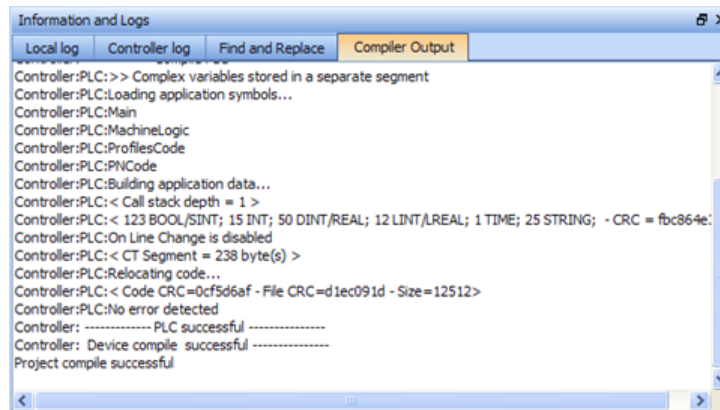 Information and Logs
Local log Controller log Find and Replace Compiler Output
Controller:PLC:>> Complex variables stored in a separate segment
Controller:PLC:Loading application symbols...
Controller:PLC:Main
Controller:PLC:MachineLogic
Controller:PLC:ProfilesCode
Controller:PLC:PNCode
Controller:PLC:Building application data...
Controller:PLC:< Call stack depth = 1 >
Controller:PLC:< 123 BOOL/SINT; 15 INT; 50 DINT/REAL; 12 LINT/LREAL; 1 TIME; 25 STRING;  - CRC = fbc864e
Controller:PLC:On Line Change is disabled
Controller:PLC:< CT Segment = 238 byte(s) >
Controller:PLC:Relocating code...
Controller:PLC:< Code CRC=0cf5d6af - File CRC=d1ec091d - Size=12512>
Controller:PLC:No error detected
Controller: ------------- PLC successful ---------------
Controller:  Device compile  successful ---------------
Project compile successful